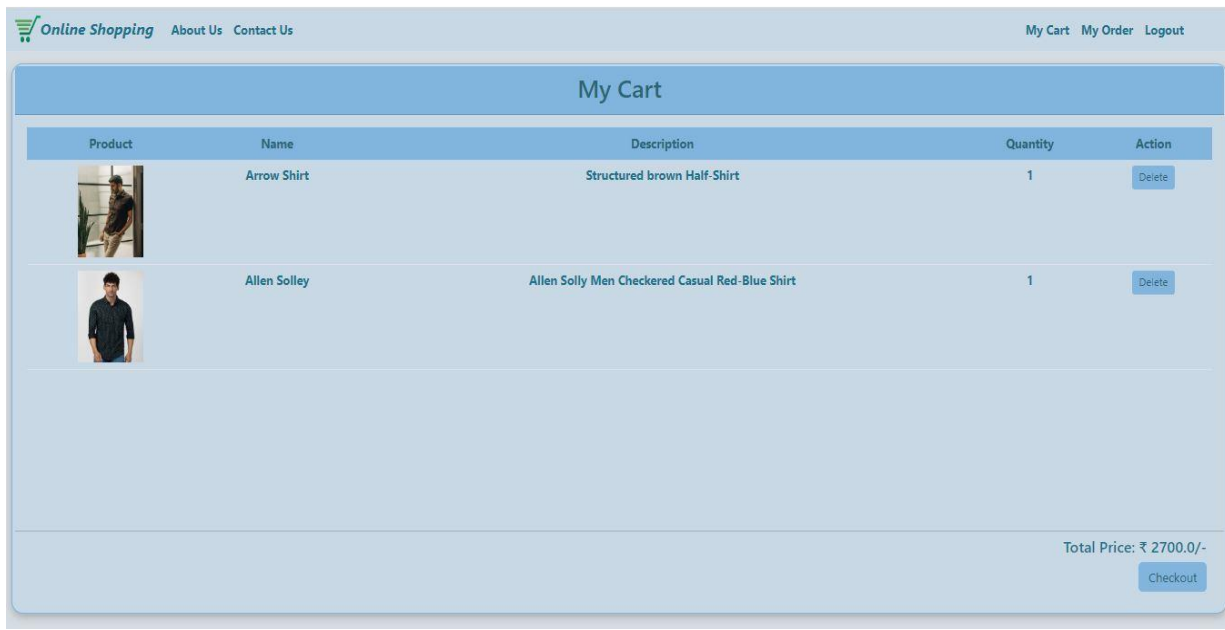 Online Shopping About Us Contact Us My Cart My Order Logout
My Cart
Product Name Description Quantity Action
Arrow Shirt Structured brown Half-Shirt 1 Delete
Allen Solley Allen Solly Men Checkered Casual Red-Blue Shirt 1 Delete
Total Price: ₹ 2700.0/-
Checkout